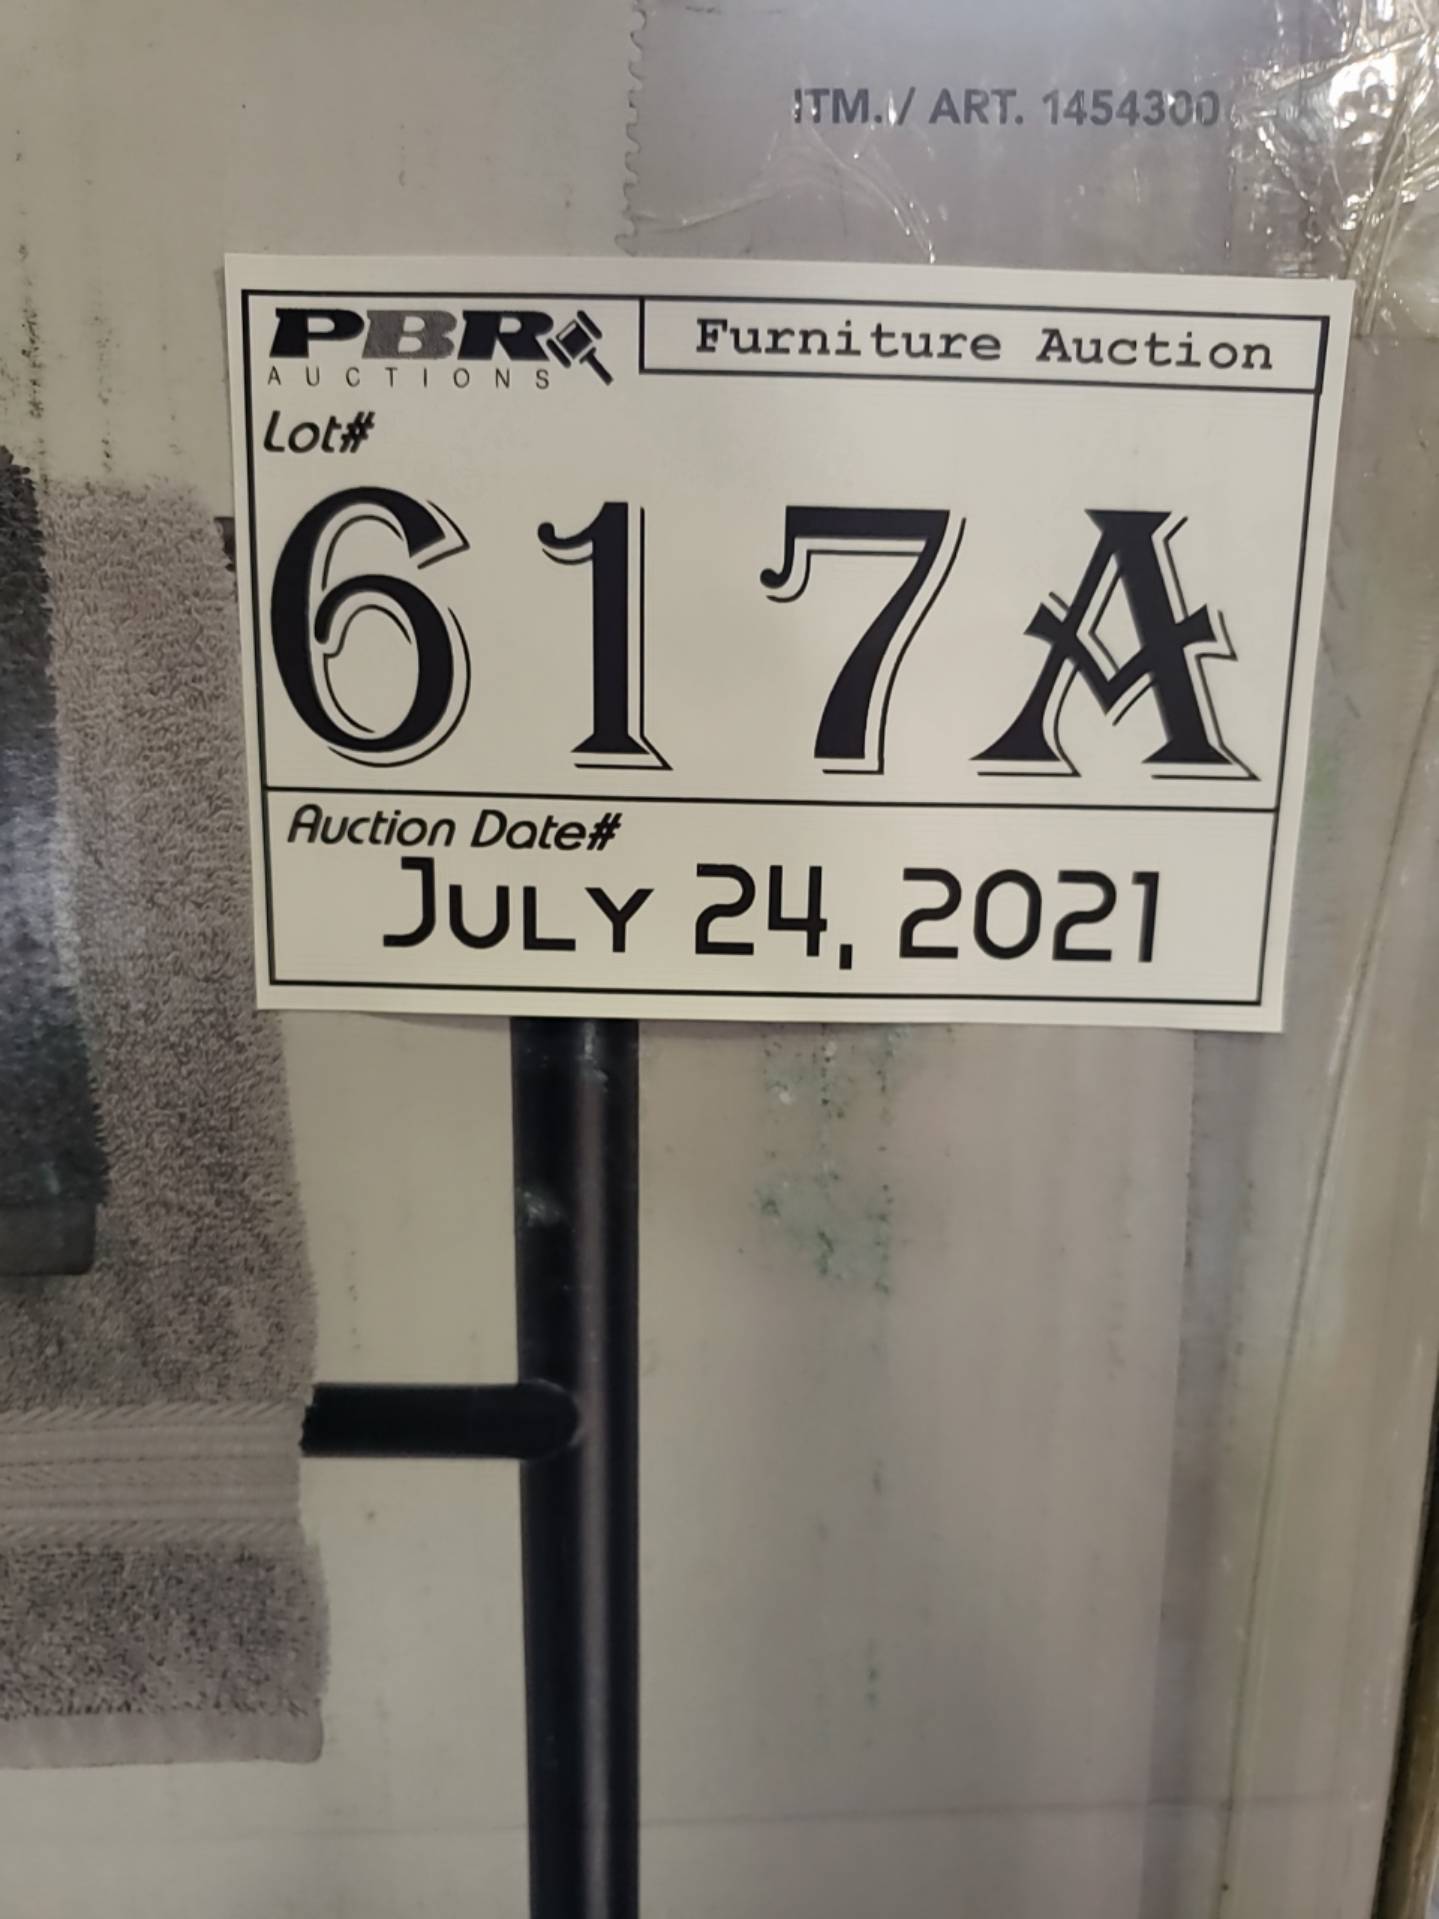 ITM. / ART. 1454300
PBR
AUCTIONS
Furniture Auction
Lot#
617A
Auction Date#
July 24, 2021